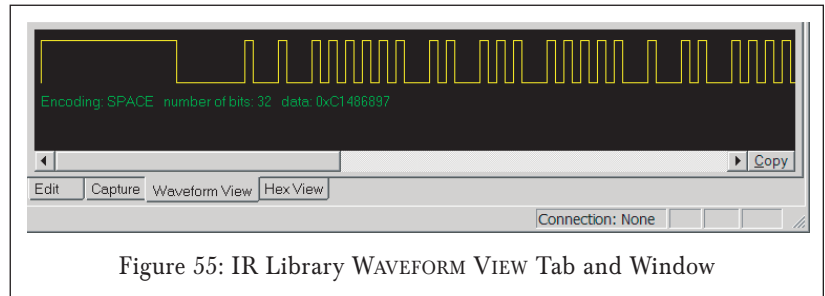 Encoding: SPACE number of bits: 32 data: 0xC1486897
Copy
Edit Capture Waveform View Hex View
Connection: None
Figure 55: IR Library WAVEFORM VIEW Tab and Window